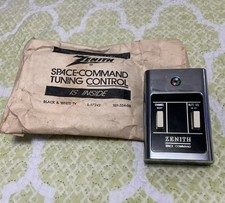 ZENITH
SPACE-COMMAND
TUNING CONTROL
IS INSIDE
BLACK & WHITE TV
ZENITH
SPACE COMMAND